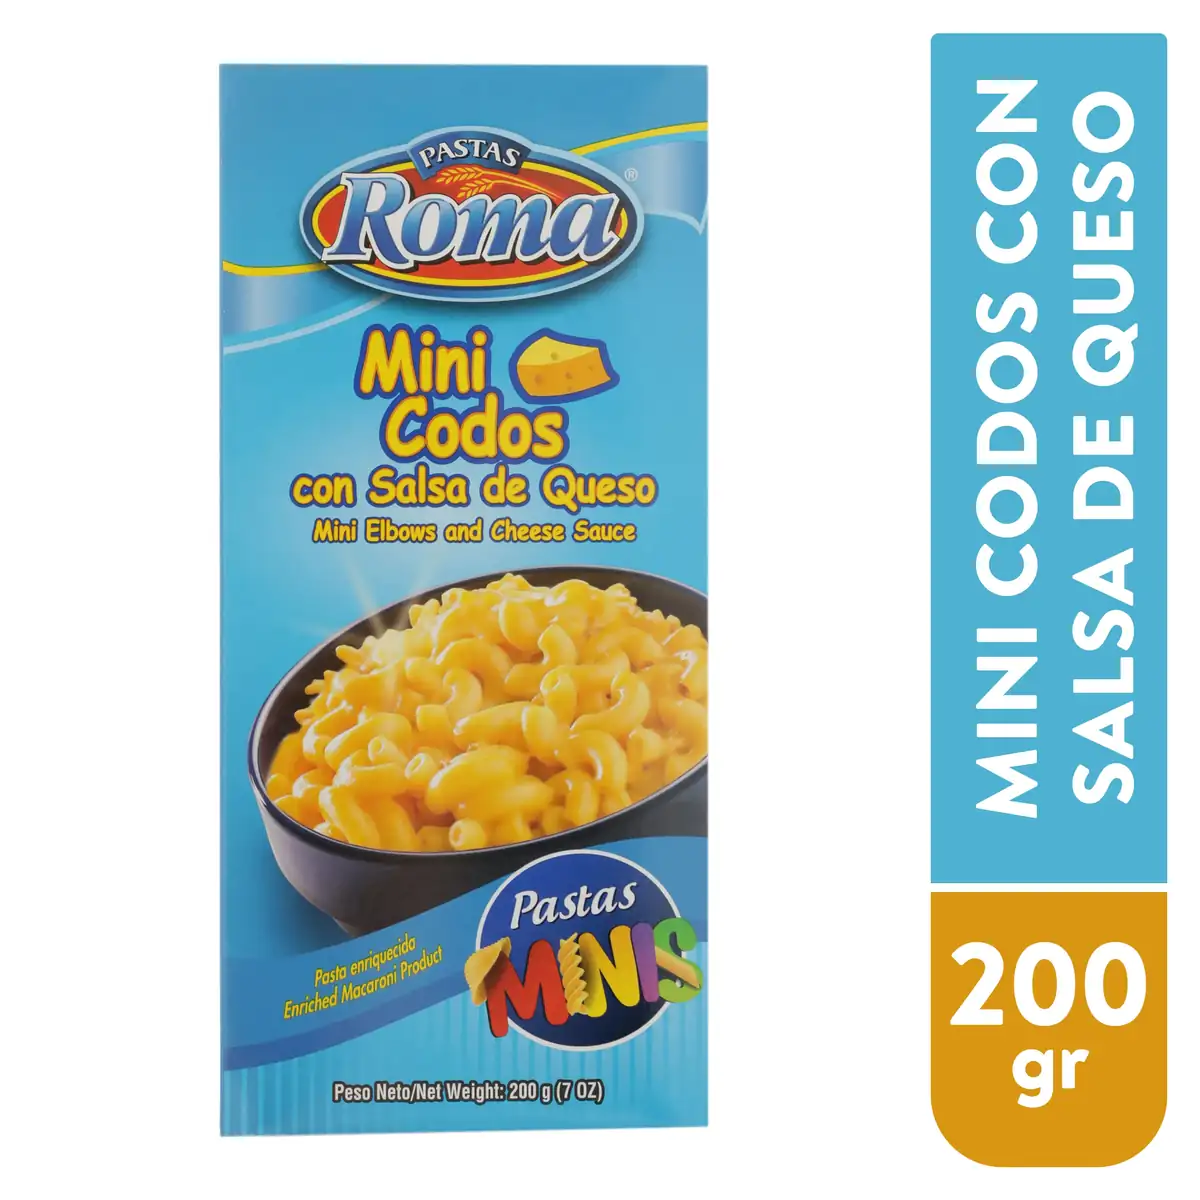 PASTAS
Roma®
Mini
Codos
con Salsa de Queso
Mini Elbows and Cheese Sauce
Pastas
MINIS
Pasta enriquecida
Enriched Macaroni Product
Peso Neto/Net Weight: 200 g (7 OZ)
MINI CODOS CON
SALSA DE QUESO
200
gr